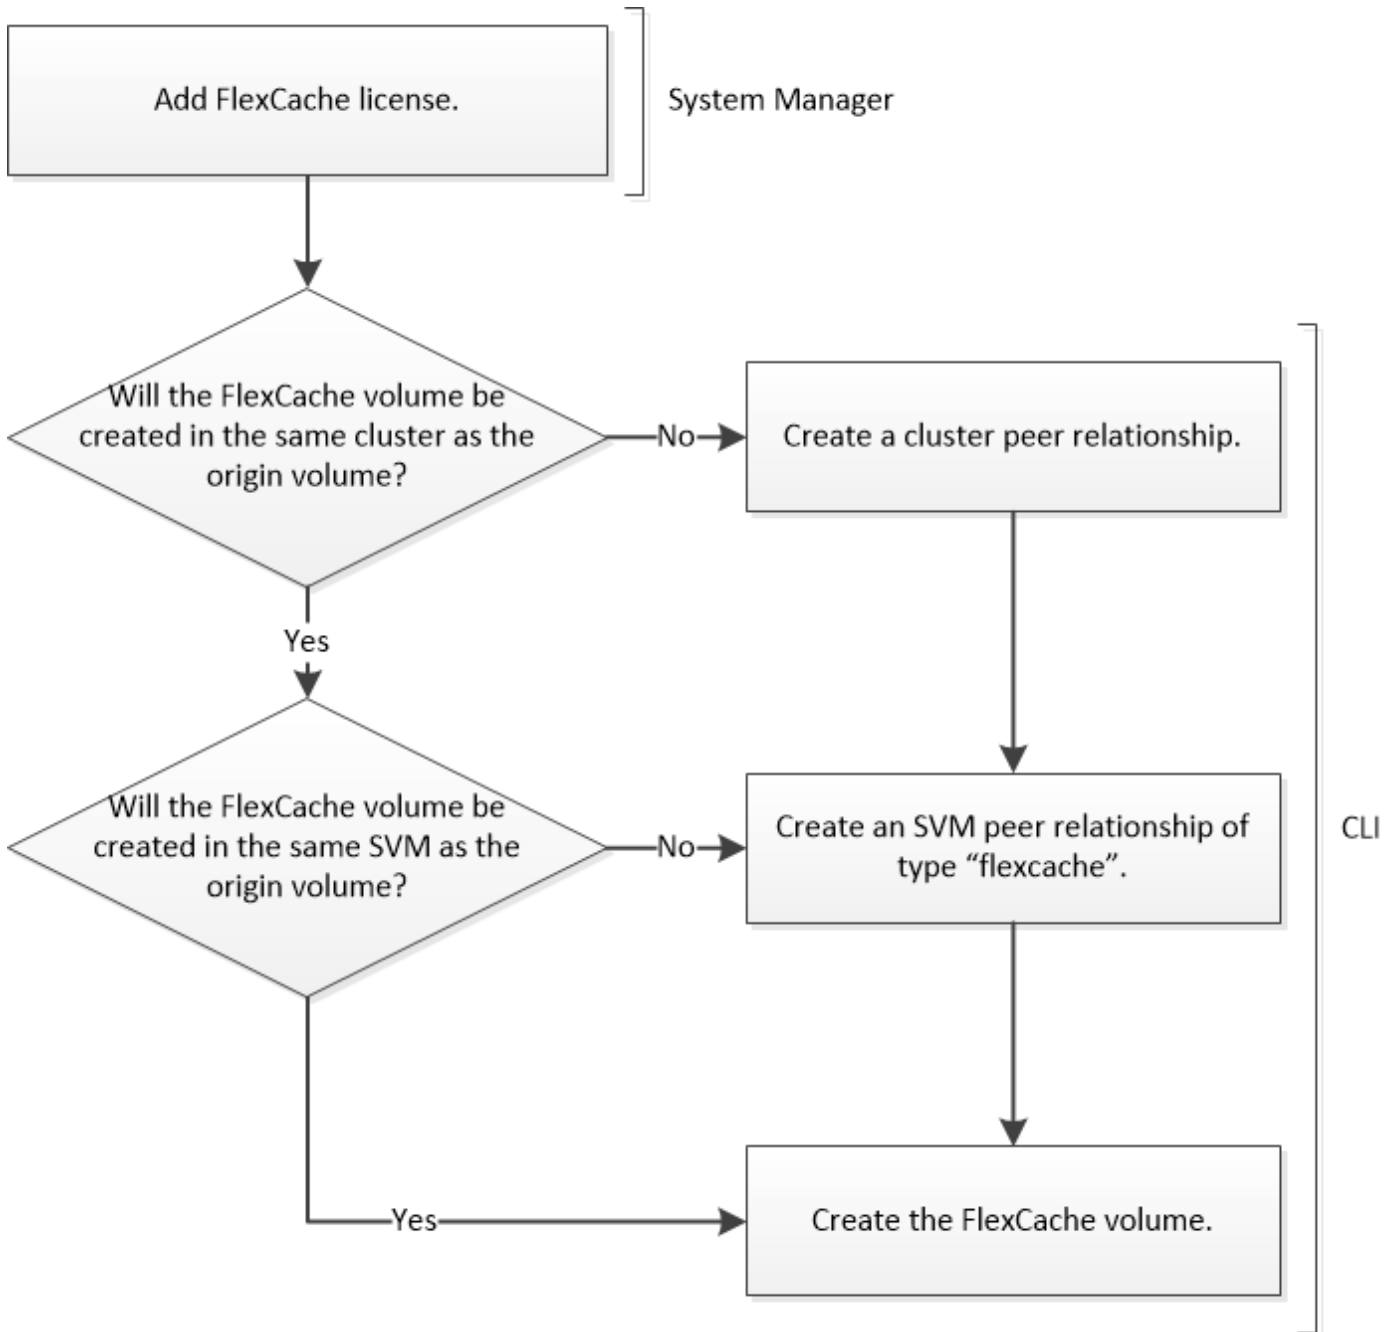 Add FlexCache license.
System Manager
Will the FlexCache volume be
created in the same cluster as the
origin volume?
No
Create a cluster peer relationship.
Yes
Will the FlexCache volume be
created in the same SVM as the
origin volume?
No
Create an SVM peer relationship of
type “flexcache”.
CLI
Yes
Create the FlexCache volume.